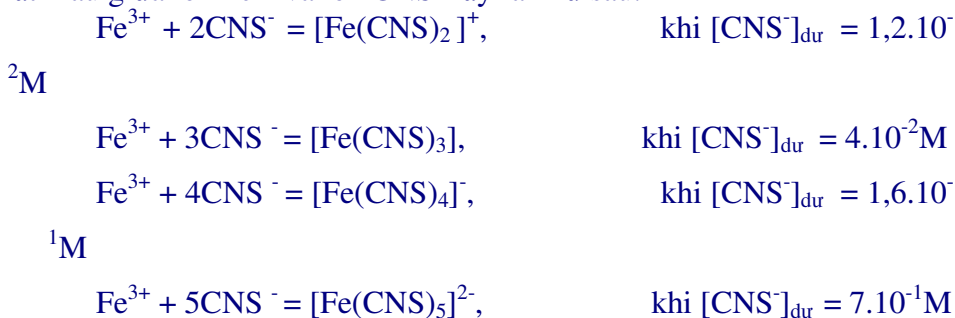 Fe³⁺ + 2CNS⁻ = [Fe(CNS)₂ ]⁺, khi [CNS⁻]dư = 1,2.10⁻
²M
Fe³⁺ + 3CNS ⁻ = [Fe(CNS)₃], khi [CNS⁻]dư = 4.10⁻²M
Fe³⁺ + 4CNS ⁻ = [Fe(CNS)₄]⁻, khi [CNS⁻]dư = 1,6.10⁻
¹M
Fe³⁺ + 5CNS ⁻ = [Fe(CNS)₅]²⁻, khi [CNS⁻]dư = 7.10⁻¹M